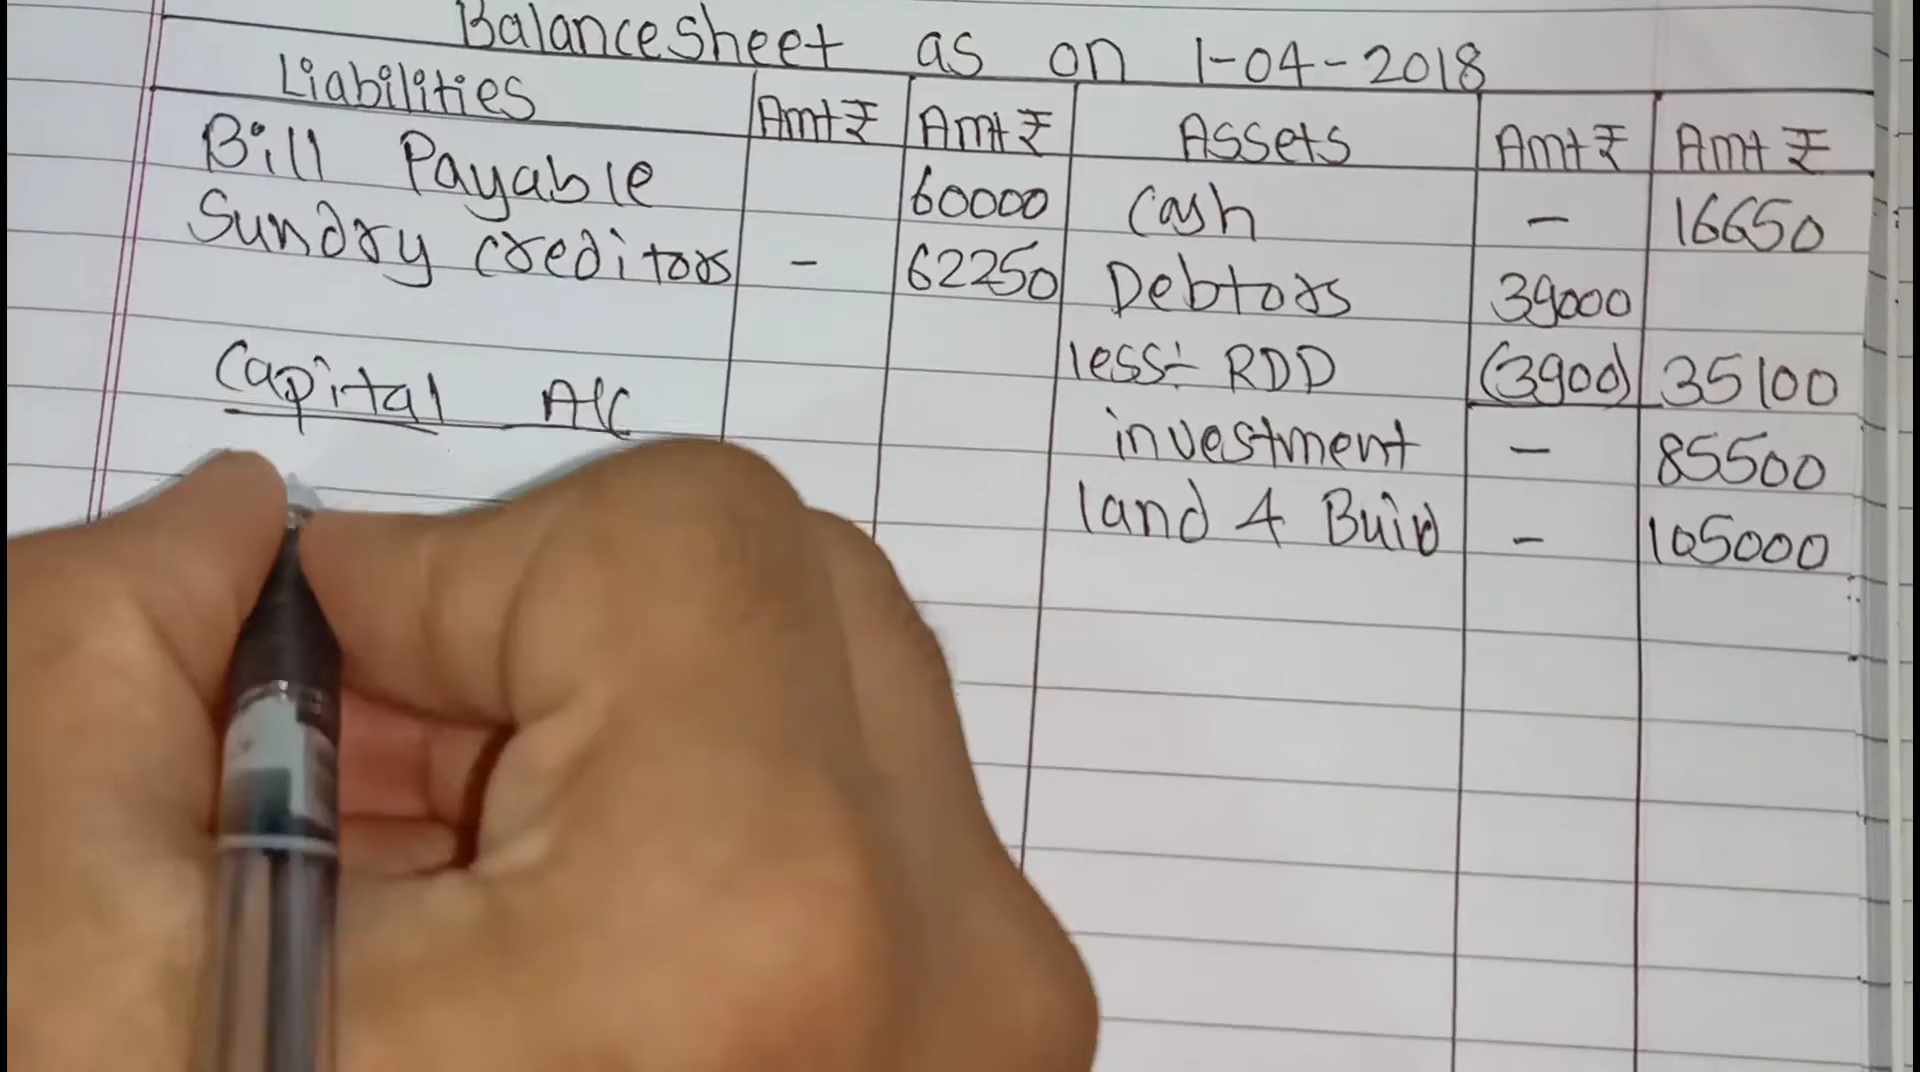 Balancesheet as on 1-04-2018
Liabilities Amt ₹ Amt ₹ Assets Amt ₹ Amt ₹
Bill Payable 60000 Cash - 16650
Sundry creditors - 62250 Debtors 39000
less:- RDD (3900) 35100
Capital A/C investment - 85500
land & Build - 105000